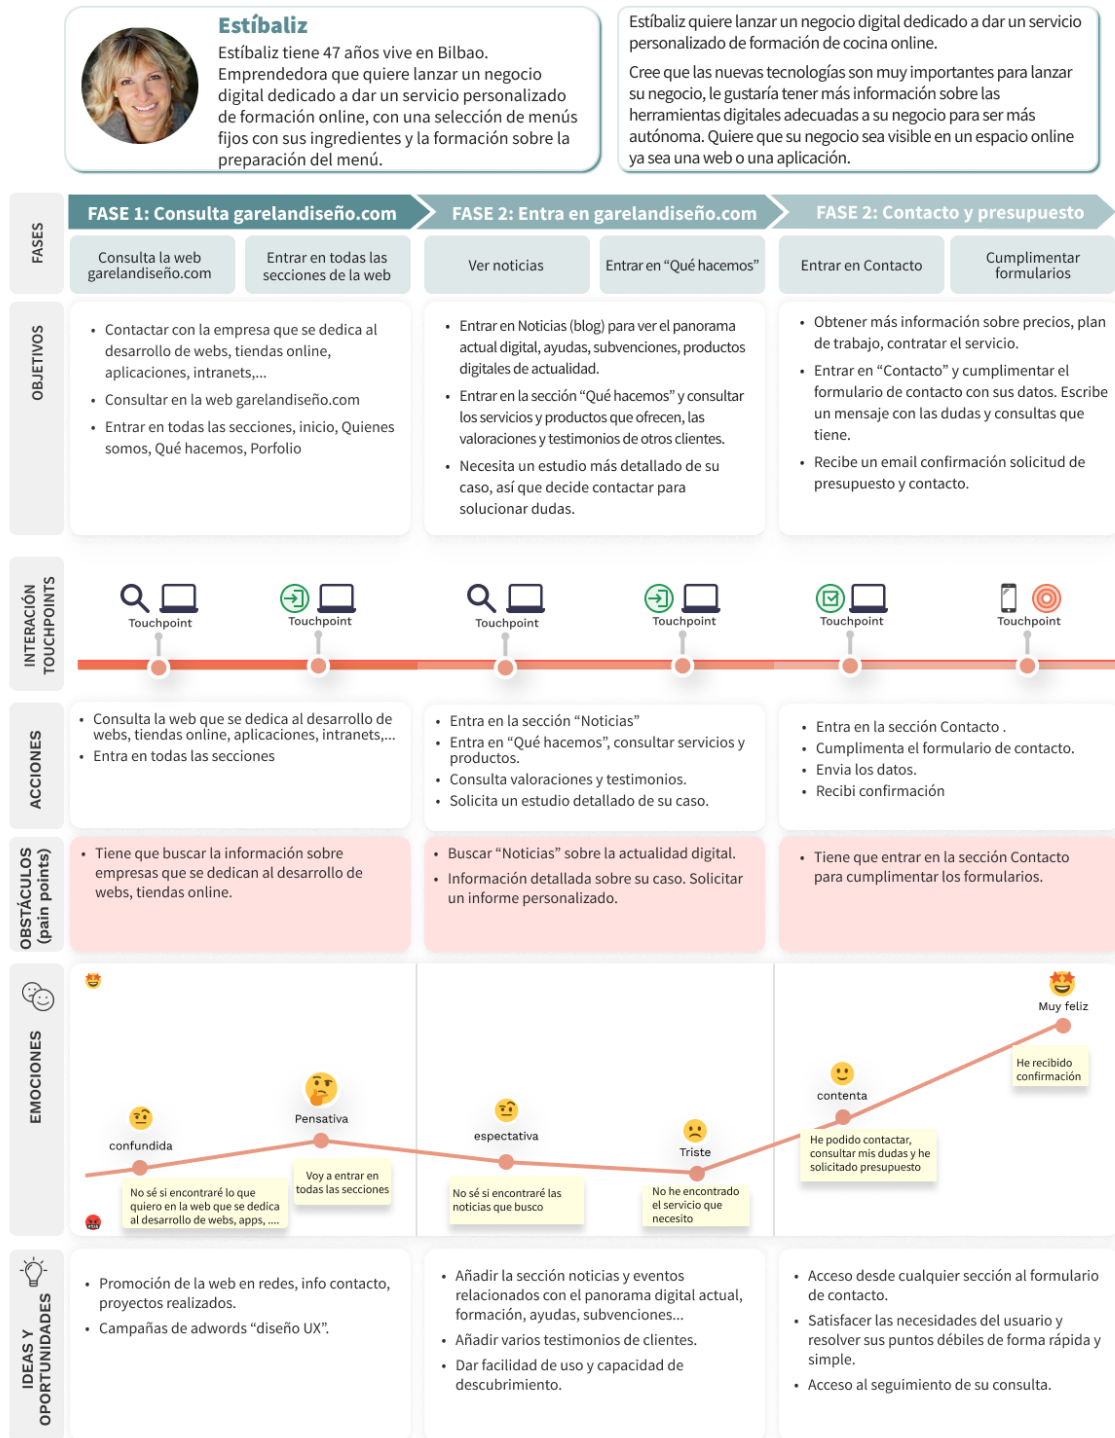 Estíbaliz
Estíbaliz tiene 47 años vive en Bilbao.
Emprendedora que quiere lanzar un negocio
digital dedicado a dar un servicio personalizado
de formación online, con una selección de menús
fijos con sus ingredientes y la formación sobre la
preparación del menú.
Estíbaliz quiere lanzar un negocio digital dedicado a dar un servicio
personalizado de formación de cocina online.
Cree que las nuevas tecnologías son muy importantes para lanzar
su negocio, le gustaría tener más información sobre las
herramientas digitales adecuadas a su negocio para ser más
autónoma. Quiere que su negocio sea visible en un espacio online
ya sea una web o una aplicación.
FASES
FASE 1: Consulta garelandiseño.com
FASE 2: Entra en garelandiseño.com
FASE 2: Contacto y presupuesto
Consulta la web
garelandiseño.com
Entrar en todas las
secciones de la web
Ver noticias
Entrar en “Qué hacemos”
Entrar en Contacto
Cumplimentar
formularios
OBJETIVOS
• Contactar con la empresa que se dedica al
desarrollo de webs, tiendas online,
aplicaciones, intranets,...
• Consultar en la web garelandiseño.com
• Entrar en todas las secciones, inicio, Quienes
somos, Qué hacemos, Porfolio
• Entrar en Noticias (blog) para ver el panorama
actual digital, ayudas, subvenciones, productos
digitales de actualidad.
• Entrar en la sección “Qué hacemos” y consultar
los servicios y productos que ofrecen, las
valoraciones y testimonios de otros clientes.
• Necesita un estudio más detallado de su
caso, así que decide contactar para
solucionar dudas.
• Obtener más información sobre precios, plan
de trabajo, contratar el servicio.
• Entrar en “Contacto” y cumplimentar el
formulario de contacto con sus datos. Escribe
un mensaje con las dudas y consultas que
tiene.
• Recibe un email confirmación solicitud de
presupuesto y contacto.
INTERACIÓN
TOUCHPOINTS
Touchpoint
Touchpoint
Touchpoint
Touchpoint
Touchpoint
Touchpoint
ACCIONES
• Consulta la web que se dedica al desarrollo de
webs, tiendas online, aplicaciones, intranets,...
• Entra en todas las secciones
• Entra en la sección “Noticias”
• Entra en “Qué hacemos”, consultar servicios y
productos.
• Consulta valoraciones y testimonios.
• Solicita un estudio detallado de su caso.
• Entra en la sección Contacto .
• Cumplimenta el formulario de contacto.
• Envia los datos.
• Recibi confirmación
OBSTÁCULOS
(pain points)
• Tiene que buscar la información sobre
empresas que se dedican al desarrollo de
webs, tiendas online.
• Buscar “Noticias” sobre la actualidad digital.
• Información detallada sobre su caso. Solicitar
un informe personalizado.
• Tiene que entrar en la sección Contacto
para cumplimentar los formularios.
EMOCIONES
confundida
No sé si encontraré lo que
quiero en la web que se dedica
al desarrollo de webs, apps, ....
Pensativa
Voy a entrar en
todas las secciones
espectativa
No sé si encontraré las
noticias que busco
Triste
No he encontrado
el servicio que
necesito
contenta
He podido contactar,
consultar mis dudas y he
solicitado presupuesto
Muy feliz
He recibido
confirmación
IDEAS Y
OPORTUNIDADES
• Promoción de la web en redes, info contacto,
proyectos realizados.
• Campañas de adwords “diseño UX”.
• Añadir la sección noticias y eventos
relacionados con el panorama digital actual,
formación, ayudas, subvenciones...
• Añadir varios testimonios de clientes.
• Dar facilidad de uso y capacidad de
descubrimiento.
• Acceso desde cualquier sección al formulario
de contacto.
• Satisfacer las necesidades del usuario y
resolver sus puntos débiles de forma rápida y
simple.
• Acceso al seguimiento de su consulta.